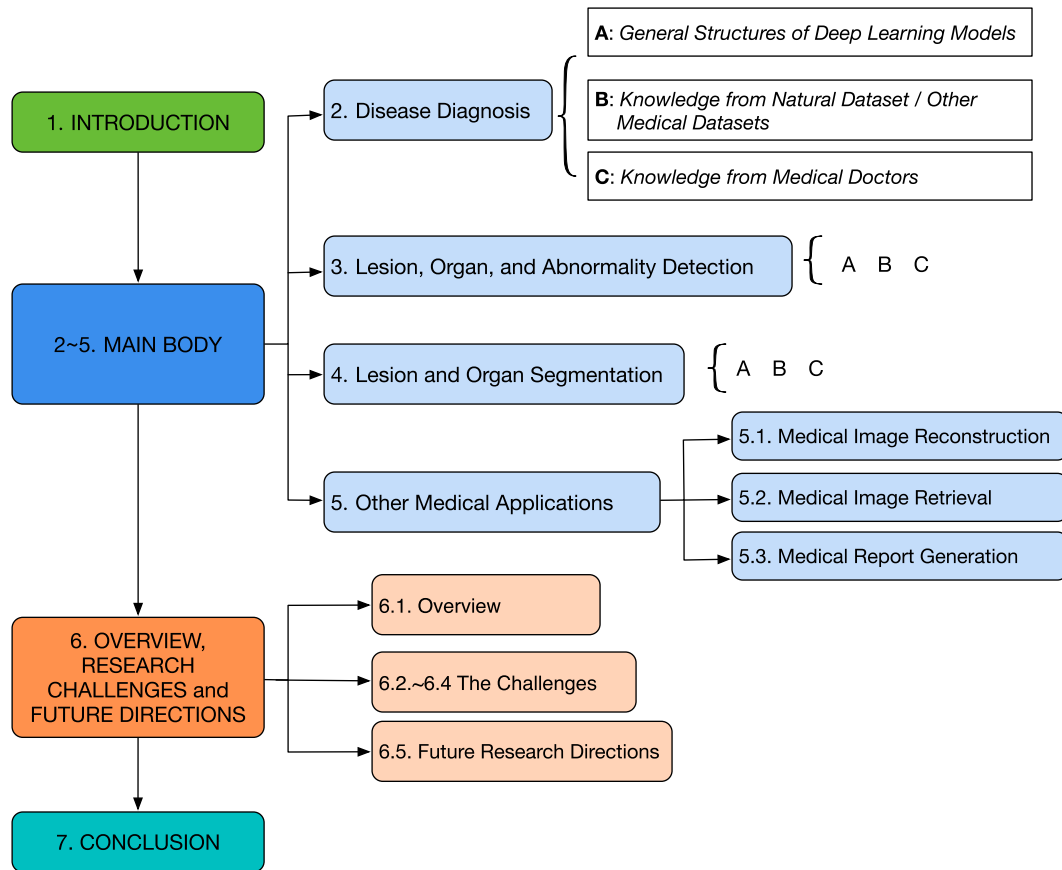 1. INTRODUCTION
2~5. MAIN BODY
2. Disease Diagnosis
A: General Structures of Deep Learning Models
B: Knowledge from Natural Dataset / Other
Medical Datasets
C: Knowledge from Medical Doctors
3. Lesion, Organ, and Abnormality Detection
A B C
4. Lesion and Organ Segmentation
A B C
5. Other Medical Applications
5.1. Medical Image Reconstruction
5.2. Medical Image Retrieval
5.3. Medical Report Generation
6. OVERVIEW,
RESEARCH
CHALLENGES and
FUTURE DIRECTIONS
6.1. Overview
6.2.~6.4 The Challenges
6.5. Future Research Directions
7. CONCLUSION